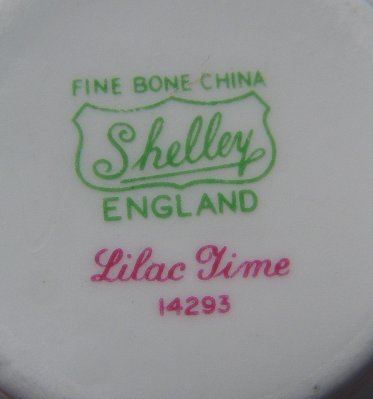 FINE BONE CHINA
Shelley
ENGLAND
Lilac Time
14293